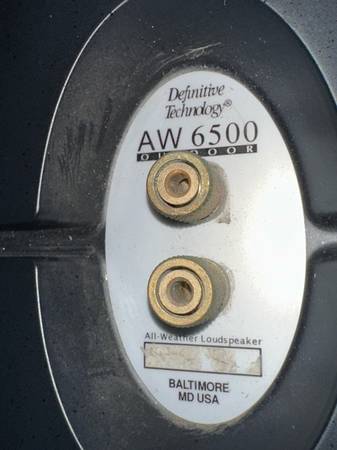 Definitive
Technology®
AW 6500
OUTDOOR
All-Weather Loudspeaker
BALTIMORE
MD USA